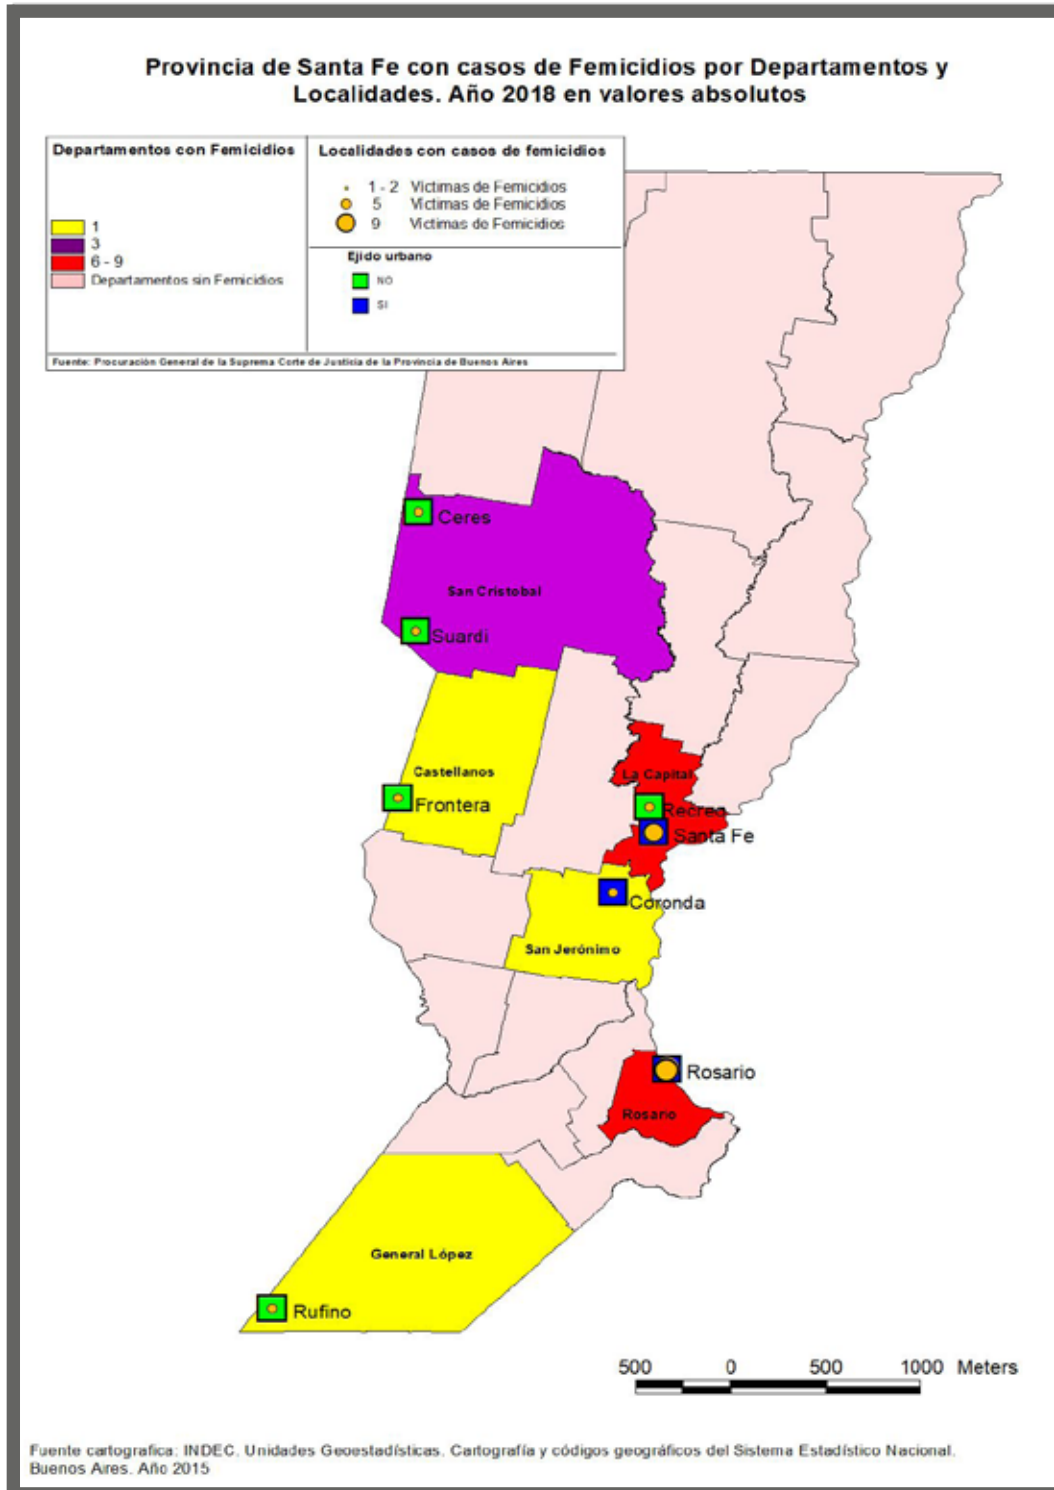 Provincia de Santa Fe con casos de Femicidios por Departamentos y
Localidades. Año 2018 en valores absolutos
Departamentos con Femicidios
1
3
6 - 9
Departamentos sin Femicidios
Localidades con casos de femicidios
1 - 2 Víctimas de Femicidios
5 Víctimas de Femicidios
9 Víctimas de Femicidios
Ejido urbano
NO
SI
Fuente: Procuración General de la Suprema Corte de Justicia de la Provincia de Buenos Aires
Ceres
San Cristobal
Suardi
Castellanos
Frontera
La Capital
Recreo
Santa Fe
Coronda
San Jerónimo
Rosario
Rosario
General López
Rufino
500 0 500 1000 Meters
Fuente cartografica: INDEC. Unidades Geoestadísticas. Cartografía y códigos geográficos del Sistema Estadístico Nacional.
Buenos Aires. Año 2015